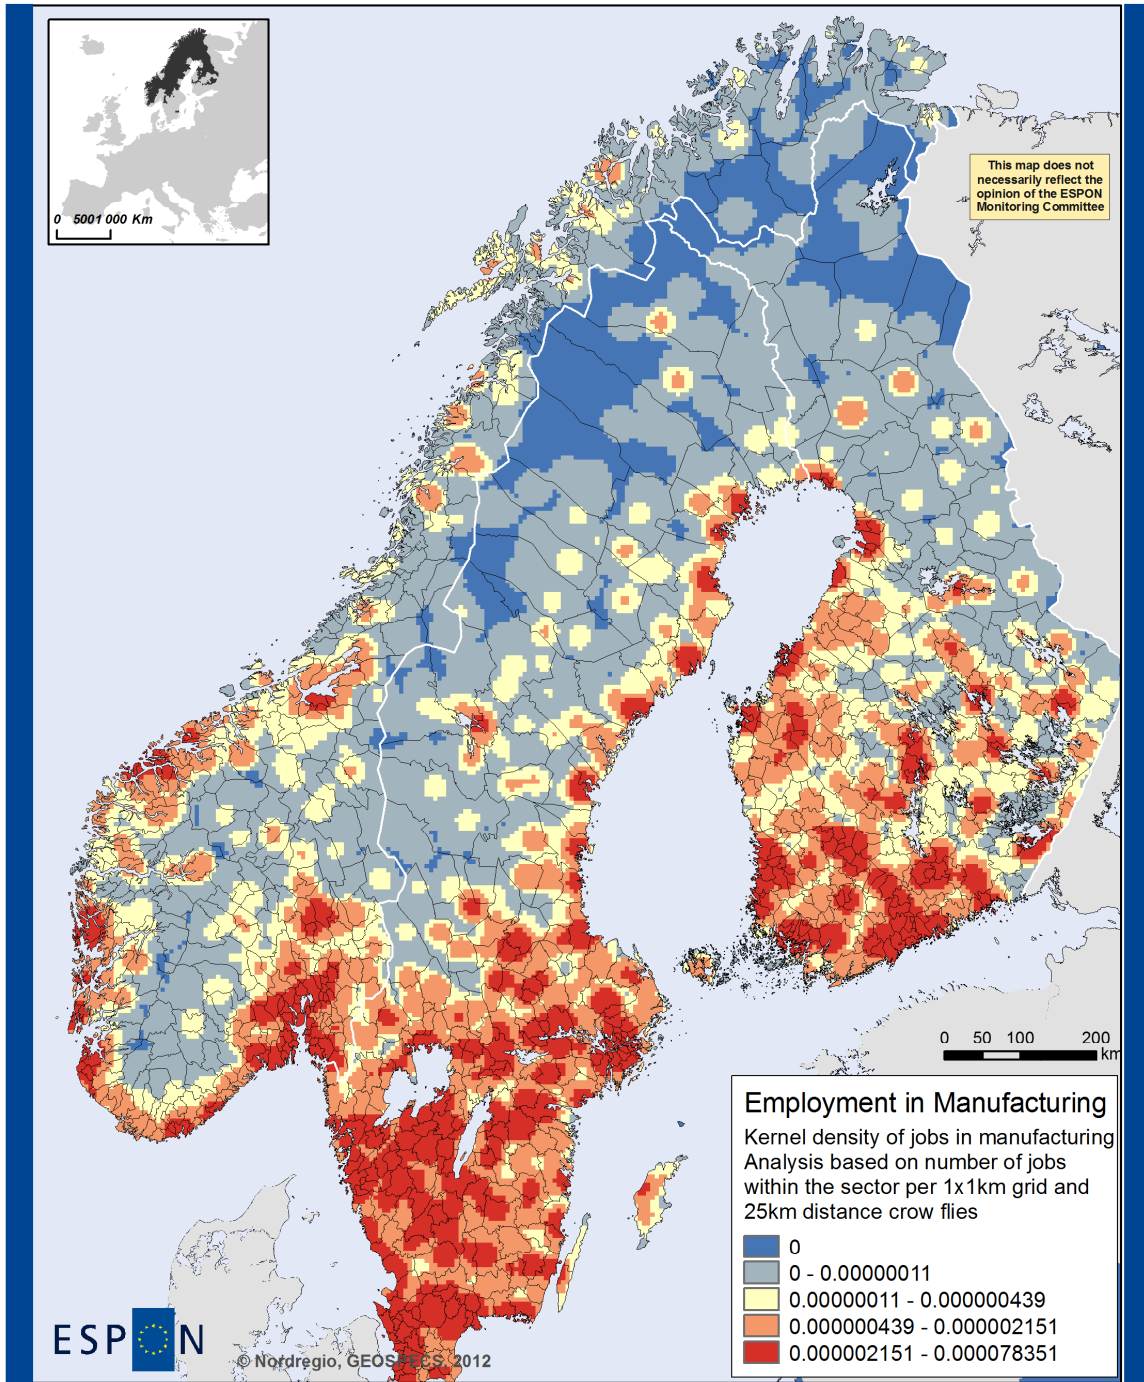 0 5001 000 Km
This map does not
necessarily reflect the
opinion of the ESPON
Monitoring Committee
0 50 100 200
km
Employment in Manufacturing
Kernel density of jobs in manufacturing
Analysis based on number of jobs
within the sector per 1x1km grid and
25km distance crow flies
0
0 - 0.00000011
0.00000011 - 0.000000439
0.000000439 - 0.000002151
0.000002151 - 0.000078351
ESPON
© Nordregio, GEOSPECS, 2012